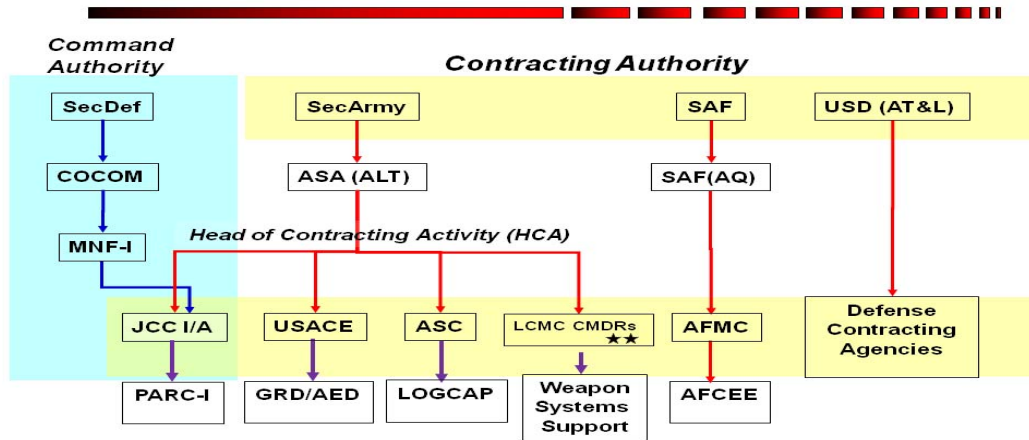 Command
Authority
Contracting Authority
SecDef
SecArmy
SAF
USD (AT&L)
COCOM
ASA (ALT)
SAF(AQ)
MNF-I
Head of Contracting Activity (HCA)
JCC I/A
USACE
ASC
LCMC CMDRs
★★
AFMC
Defense
Contracting
Agencies
PARC-I
GRD/AED
LOGCAP
Weapon
Systems
Support
AFCEE